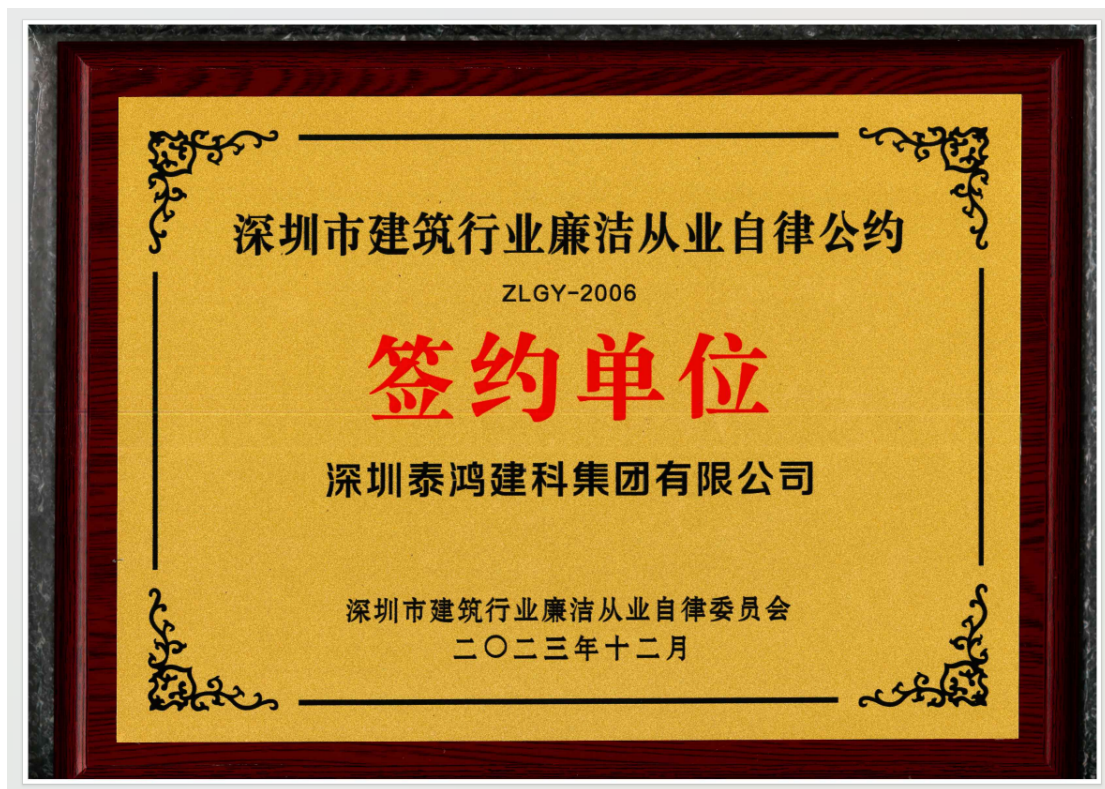 深圳市建筑行业廉洁从业自律公约
ZLGY-2006
签约单位
深圳泰鸿建科集团有限公司
深圳市建筑行业廉洁从业自律委员会
二〇二三年十二月